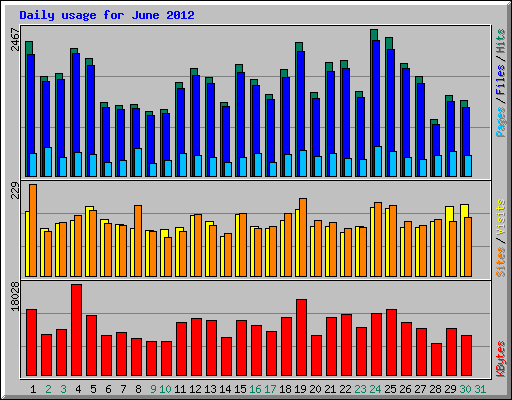 Daily usage for June 2012
2467
Pages / Files / Hits
229
Sites / Visits
18028
KBytes
1 2 3 4 5 6 7 8 9 10 11 12 13 14 15 16 17 18 19 20 21 22 23 24 25 26 27 28 29 30 31